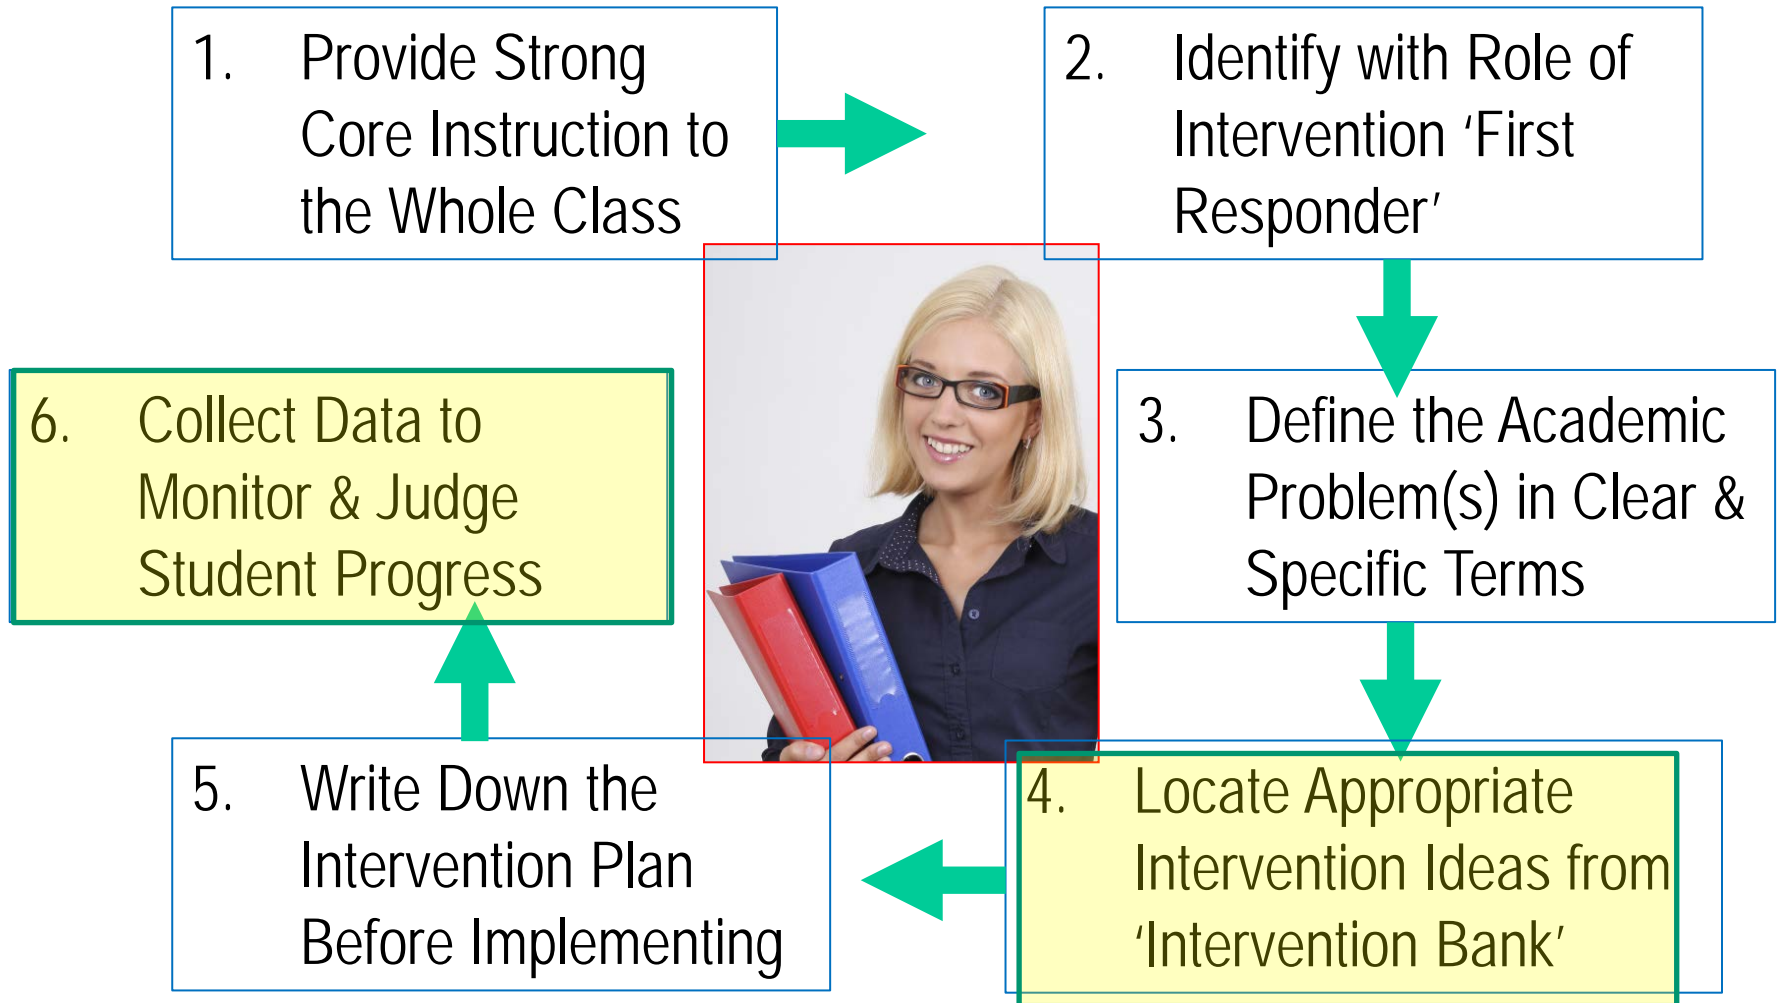 1. Provide Strong
Core Instruction to
the Whole Class
2. Identify with Role of
Intervention ‘First
Responder’
3. Define the Academic
Problem(s) in Clear &
Specific Terms
4. Locate Appropriate
Intervention Ideas from
‘Intervention Bank’
5. Write Down the
Intervention Plan
Before Implementing
6. Collect Data to
Monitor & Judge
Student Progress